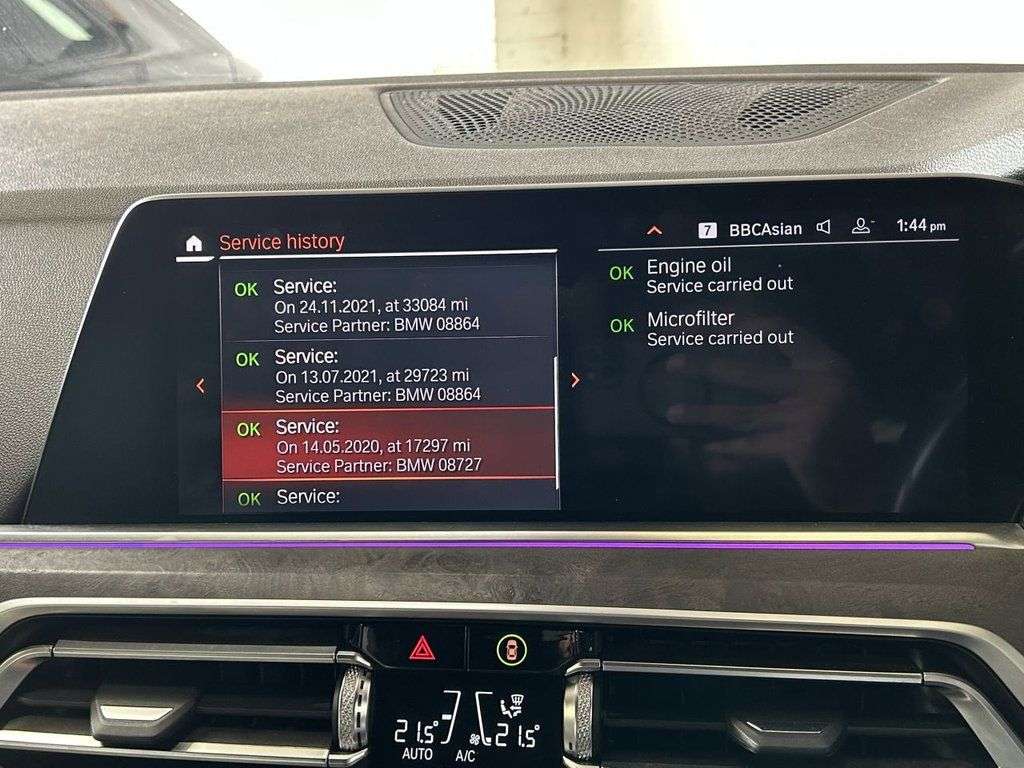 Service history
7 BBCAsian 1:44 pm
OK Service:
On 24.11.2021, at 33084 mi
Service Partner: BMW 08864
OK Service:
On 13.07.2021, at 29723 mi
Service Partner: BMW 08864
OK Service:
On 14.05.2020, at 17297 mi
Service Partner: BMW 08727
OK Service:
OK Engine oil
Service carried out
OK Microfilter
Service carried out
21.5° 21.5°
AUTO A/C